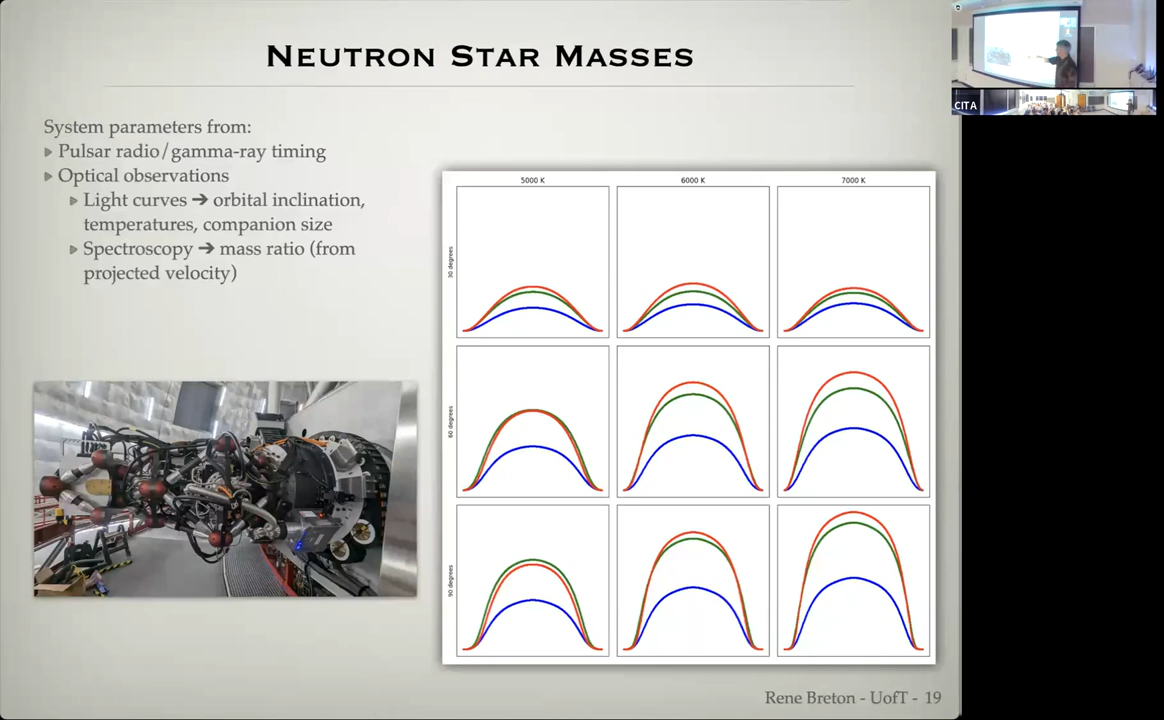 NEUTRON STAR MASSES
System parameters from:
Pulsar radio/gamma-ray timing
Optical observations
Light curves ➔ orbital inclination,
temperatures, companion size
Spectroscopy ➔ mass ratio (from
projected velocity)
5000 K
6000 K
7000 K
30 degrees
60 degrees
90 degrees
Rene Breton - UofT - 19
CITA